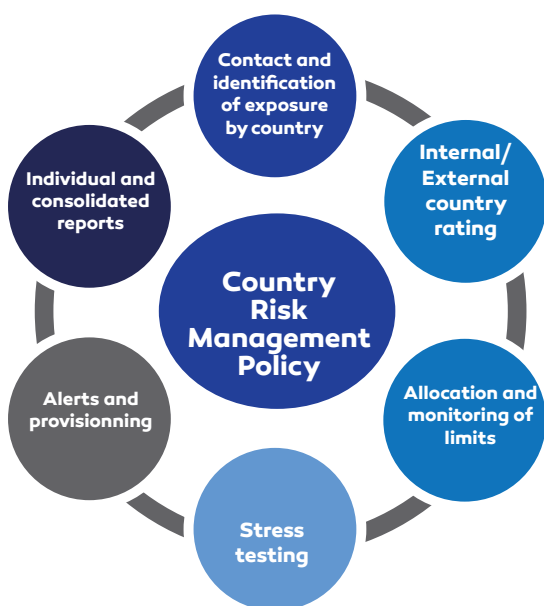 Contact and
identification
of exposure
by country
Internal/
External
country
rating
Individual and
consolidated
reports
Country
Risk
Management
Policy
Allocation and
monitoring of
limits
Alerts and
provisionning
Stress
testing